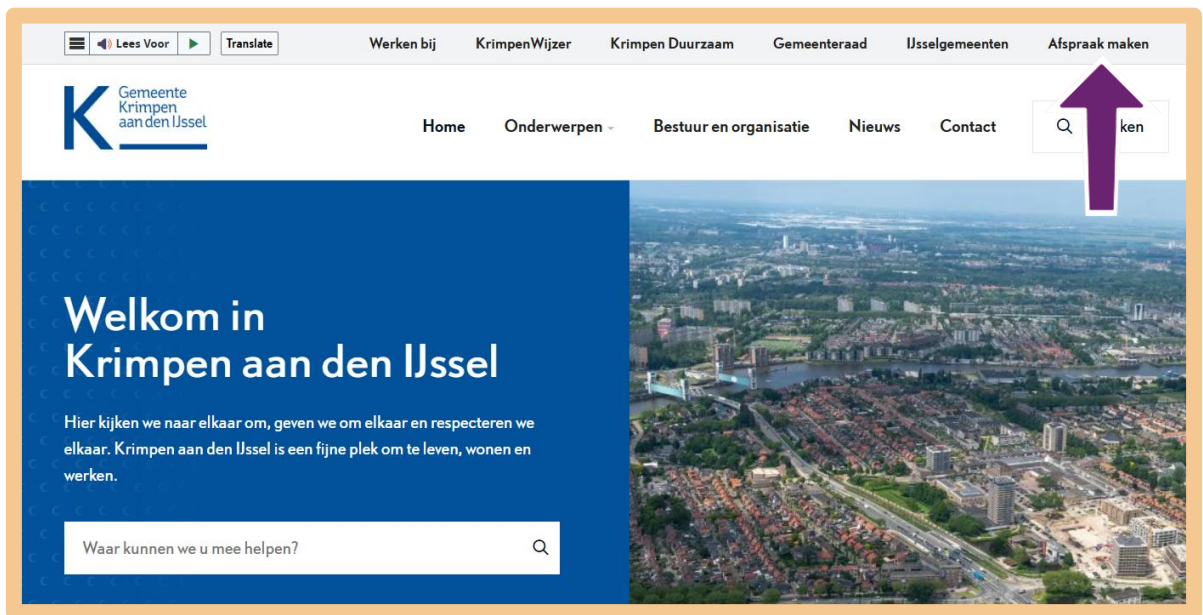 Lees Voor Translate Werken bij KrimpenWijzer Krimpen Duurzaam Gemeenteraad IJsselgemeenten Afspraak maken
K Gemeente
Krimpen
aan den IJssel
Home Onderwerpen Bestuur en organisatie Nieuws Contact ken
Welkom in
Krimpen aan den IJssel
Hier kijken we naar elkaar om, geven we om elkaar en respecteren we
elkaar. Krimpen aan den IJssel is een fijne plek om te leven, wonen en
werken.
Waar kunnen we u mee helpen?